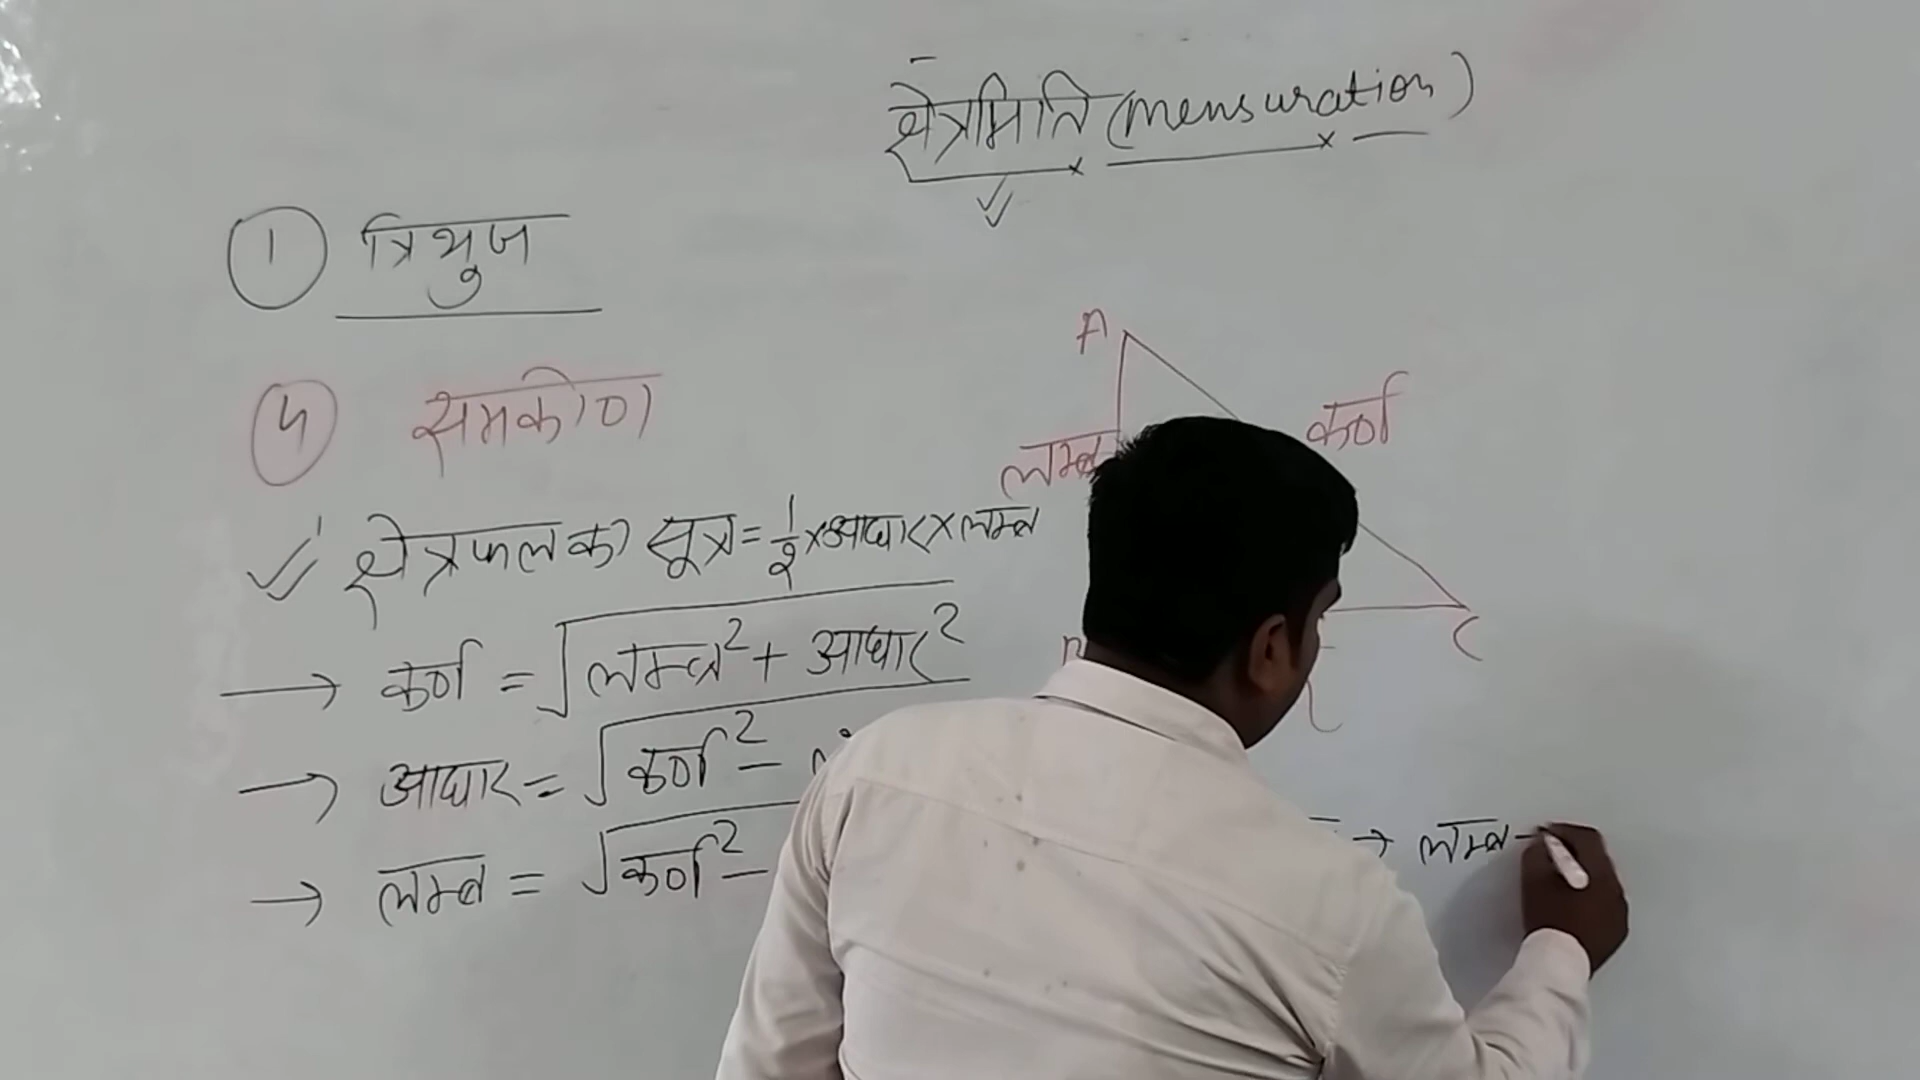 क्षेत्रमिति (mensuration)
1 त्रिभुज
4 समकोण
A
लम्ब
कर्ण
C
क्षेत्रफल का सूत्र = 1/2 × आधार × लम्ब
→ कर्ण = √लम्ब² + आधार²
→ आधार = √कर्ण² −
→ लम्ब = √कर्ण² −
→ लम्ब